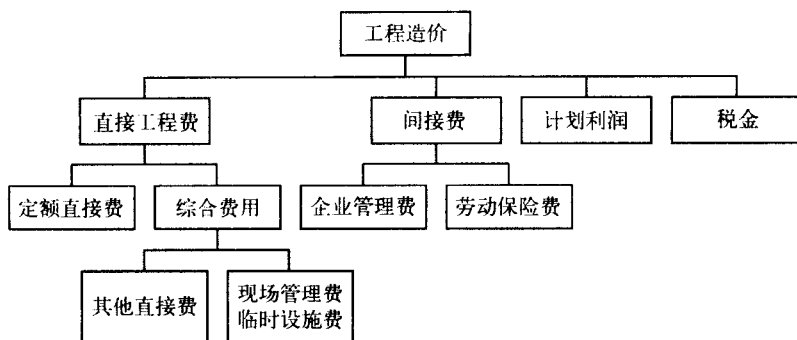 工程造价
直接工程费
间接费
计划利润
税金
定额直接费
综合费用
企业管理费
劳动保险费
其他直接费
现场管理费
临时设施费